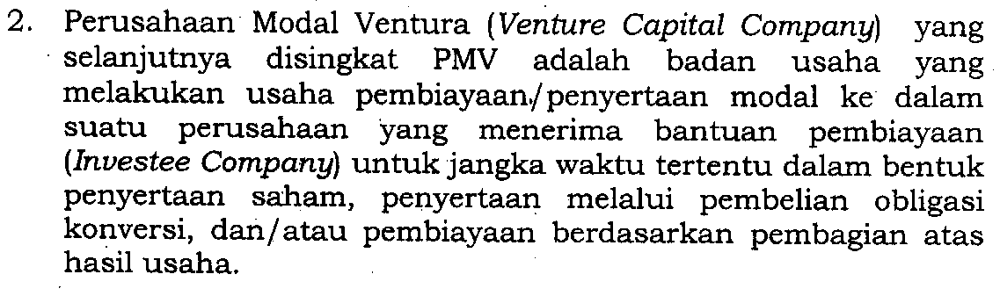 2. Perusahaan Modal Ventura (Venture Capital Company) yang
selanjutnya disingkat PMV adalah badan usaha yang
melakukan usaha pembiayaan/penyertaan modal ke dalam
suatu perusahaan yang menerima bantuan pembiayaan
(Investee Company) untuk jangka waktu tertentu dalam bentuk
penyertaan saham, penyertaan melalui pembelian obligasi
konversi, dan/atau pembiayaan berdasarkan pembagian atas
hasil usaha.